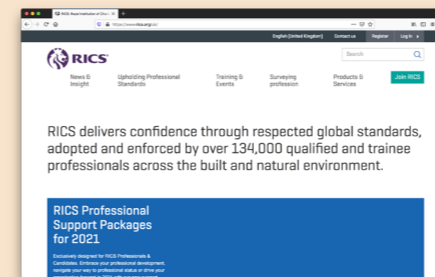 RICS Royal Institution of Char
https://www.rics.org/uk/
English (United Kingdom) Contact us Register Log In
RICS
Search
News & Insight
Upholding Professional Standards
Training & Events
Surveying profession
Products & Services
Join RICS
RICS delivers confidence through respected global standards,
adopted and enforced by over 134,000 qualified and trainee
professionals across the built and natural environment.
RICS Professional
Support Packages
for 2021
Exclusively designed for RICS Professionals &
Candidates. Embrace your professional development,
navigate your way to professional status or drive your